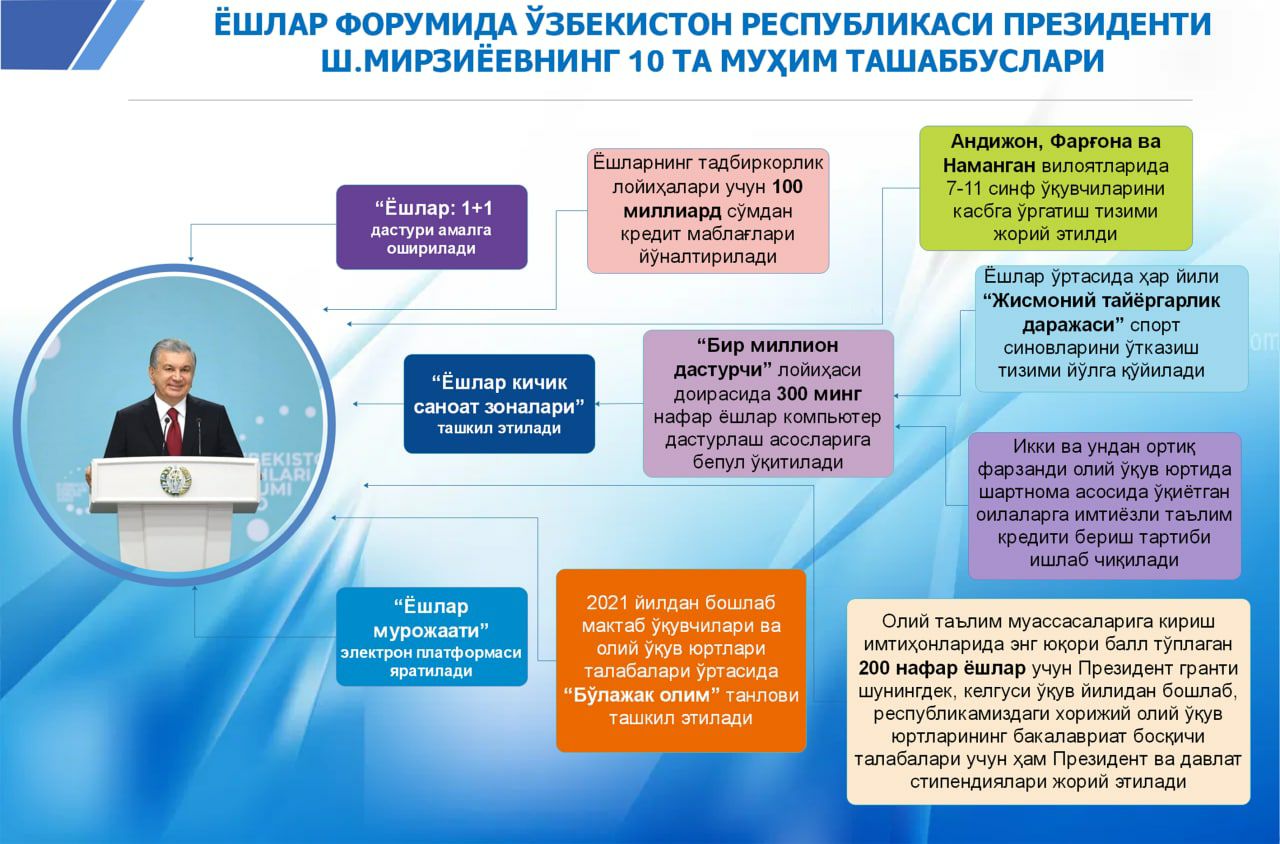 ЁШЛАР ФОРУМИДА ЎЗБЕКИСТОН РЕСПУБЛИКАСИ ПРЕЗИДЕНТИ
Ш.МИРЗИЁЕВНИНГ 10 ТА МУҲИМ ТАШАББУСЛАРИ
“Ёшлар: 1+1
дастури амалга
оширилади
Ёшларнинг тадбиркорлик
лойиҳалари учун 100
миллиард сўмдан
кредит маблағлари
йўналтирилади
Андижон, Фарғона ва
Наманган вилоятларида
7-11 синф ўқувчиларини
касбга ўргатиш тизими
жорий этилди
Ёшлар ўртасида ҳар йили
“Жисмоний тайёргарлик
даражаси” спорт
синовларини ўтказиш
тизими йўлга қўйилади
“Ёшлар кичик
саноат зоналари”
ташкил этилади
“Бир миллион
дастурчи” лойиҳаси
доирасида 300 минг
нафар ёшлар компьютер
дастурлаш асосларига
бепул ўқитилади
Икки ва ундан ортиқ
фарзанди олий ўқув юртида
шартнома асосида ўқиётган
оилаларга имтиёзли таълим
кредити бериш тартиби
ишлаб чиқилади
“Ёшлар
мурожаати”
электрон платформаси
яратилади
2021 йилдан бошлаб
мактаб ўқувчилари ва
олий ўқув юртлари
талабалари ўртасида
“Бўлажак олим” танлови
ташкил этилади
Олий таълим муассасаларига кириш
имтиҳонларида энг юқори балл тўплаган
200 нафар ёшлар учун Президент гранти
шунингдек, келгуси ўқув йилидан бошлаб,
республикамиздаги хорижий олий ўқув
юртларининг бакалавриат босқичи
талабалари учун ҳам Президент ва давлат
стипендиялари жорий этилади